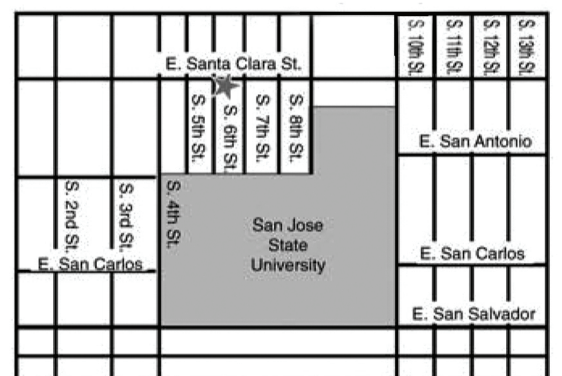 S. 10th St.
S. 11th St.
S. 12th St.
S. 13th St.
E. Santa Clara St.
S. 5th St.
S. 6th St.
S. 7th St.
S. 8th St.
E. San Antonio
S. 2nd St.
S. 3rd St.
S. 4th St.
San Jose
State
University
E. San Carlos
E. San Carlos
E. San Salvador